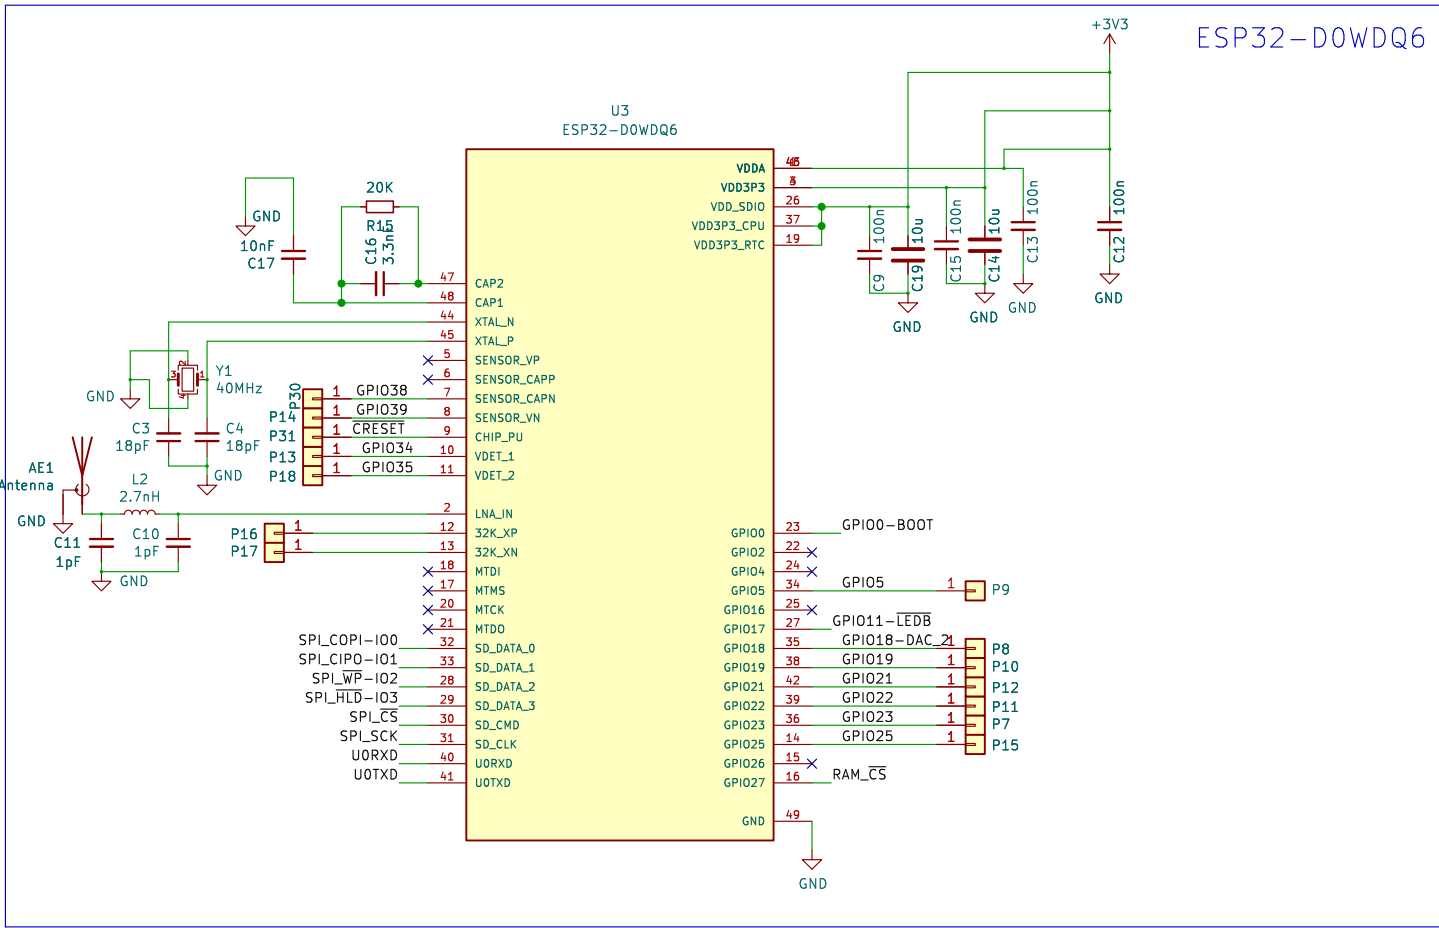 ESP32-D0WDQ6
+3V3
U3
ESP32-D0WDQ6
20K
R15
C16
3.3nF
GND
10nF
C17
47
CAP2
48
CAP1
44
XTAL_N
45
XTAL_P
5
SENSOR_VP
6
SENSOR_CAPP
7
SENSOR_CAPN
8
SENSOR_VN
9
CHIP_PU
10
VDET_1
11
VDET_2
2
LNA_IN
12
32K_XP
13
32K_XN
18
MTDI
17
MTMS
20
MTCK
21
MTDO
32
SD_DATA_0
33
SD_DATA_1
28
SD_DATA_2
29
SD_DATA_3
30
SD_CMD
31
SD_CLK
40
U0RXD
41
U0TXD
VDDA
VDD3P3
VDD_SDIO
26
VDD3P3_CPU
37
VDD3P3_RTC
19
GPIO0
23
GPIO2
22
GPIO4
24
GPIO5
34
GPIO16
25
GPIO17
27
GPIO18
35
GPIO19
38
GPIO21
42
GPIO22
39
GPIO23
36
GPIO25
14
GPIO26
15
GPIO27
16
GND
49
GND
100n
C9
10u
C19
GND
100n
C15
10u
C14
GND
100n
C13
GND
100n
C12
GND
Y1
40MHz
1
2
3
4
GND
C3
18pF
C4
18pF
GND
AE1
Antenna
GND
L2
2.7nH
C11
1pF
C10
1pF
GND
P30
1
GPIO38
P14
1
GPIO39
P31
1
CRESET
P13
1
GPIO34
P18
1
GPIO35
P16
1
P17
1
SPI_COPI-IO0
SPI_CIPO-IO1
SPI_WP-IO2
SPI_HLD-IO3
SPI_CS
SPI_SCK
U0RXD
U0TXD
GPIO0-BOOT
GPIO5
1
P9
GPIO11-LEDB
GPIO18-DAC_2
1
P8
GPIO19
1
P10
GPIO21
1
P12
GPIO22
1
P11
GPIO23
1
P7
GPIO25
1
P15
RAM_CS